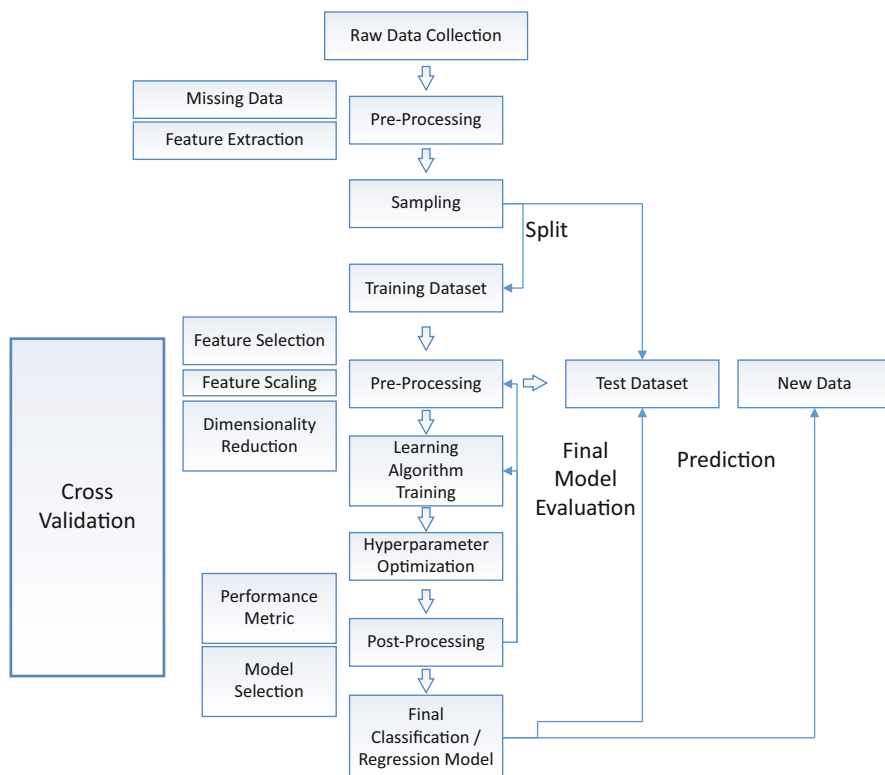 Raw Data Collection
Missing Data
Pre-Processing
Feature Extraction
Sampling
Split
Training Dataset
Feature Selection
Feature Scaling
Pre-Processing
Test Dataset
New Data
Dimensionality
Reduction
Learning
Algorithm
Training
Final
Model
Evaluation
Prediction
Cross
Validation
Hyperparameter
Optimization
Performance
Metric
Post-Processing
Model
Selection
Final
Classification /
Regression Model